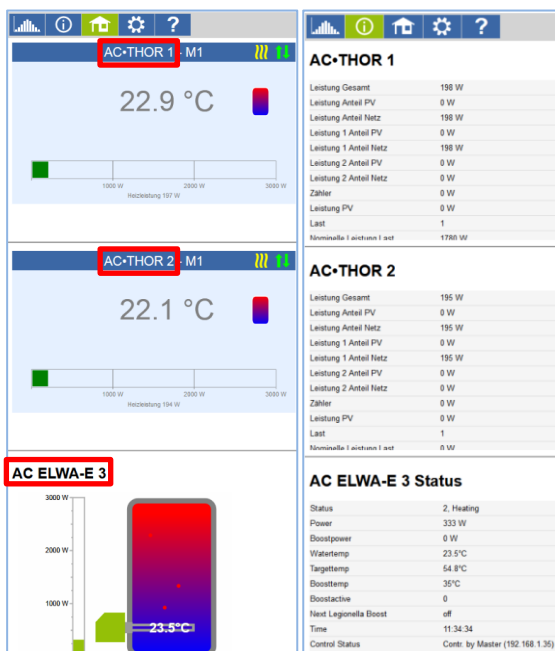 AC•THOR 1 - M1
22.9 °C
1000 W 2000 W 3000 W
Heizleistung 197 W
AC•THOR 2 - M1
22.1 °C
1000 W 2000 W 3000 W
Heizleistung 194 W
AC ELWA-E 3
3000 W
2000 W
1000 W
23.5°C
AC•THOR 1
Leistung Gesamt 198 W
Leistung Anteil PV 0 W
Leistung Anteil Netz 198 W
Leistung 1 Anteil PV 0 W
Leistung 1 Anteil Netz 198 W
Leistung 2 Anteil PV 0 W
Leistung 2 Anteil Netz 0 W
Zähler 0 W
Leistung PV 0 W
Last 1
Nominelle Leistung Last 1780 W
AC•THOR 2
Leistung Gesamt 195 W
Leistung Anteil PV 0 W
Leistung Anteil Netz 195 W
Leistung 1 Anteil PV 0 W
Leistung 1 Anteil Netz 195 W
Leistung 2 Anteil PV 0 W
Leistung 2 Anteil Netz 0 W
Zähler 0 W
Leistung PV 0 W
Last 1
Nominelle Leistung Last 0 W
AC ELWA-E 3 Status
Status 2, Heating
Power 333 W
Boostpower 0 W
Watertemp 23.5°C
Targettemp 54.8°C
Boosttemp 35°C
Boostactive 0
Next Legionella Boost off
Time 11:34:34
Control Status Contr. by Master (192.168.1.35)